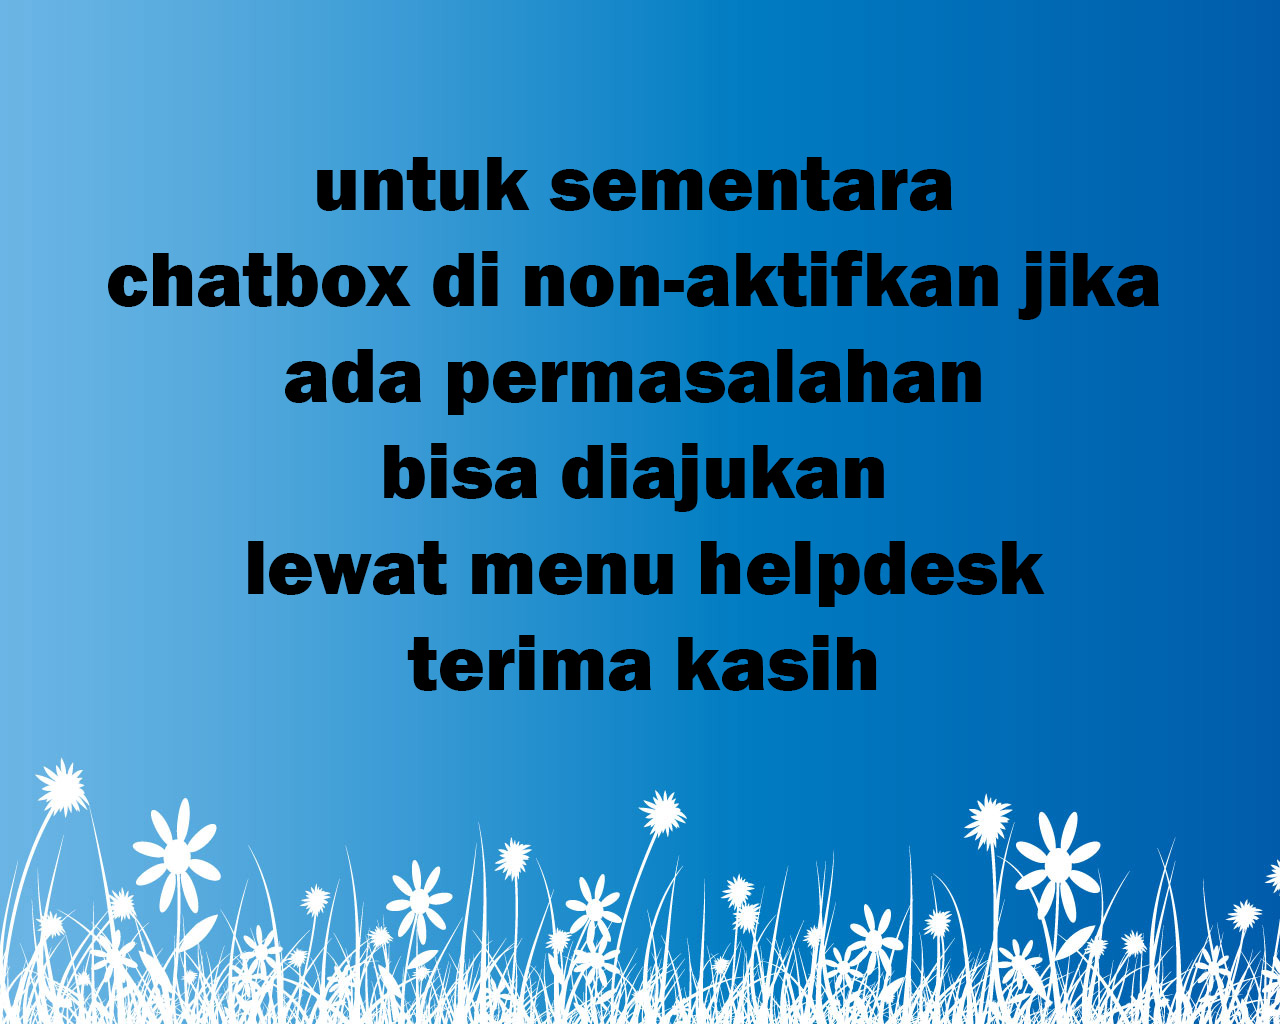 untuk sementara
chatbox di non-aktifkan jika
ada permasalahan
bisa diajukan
lewat menu helpdesk
terima kasih